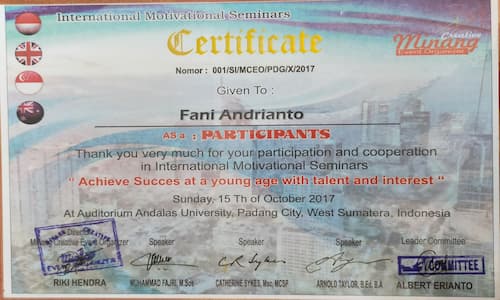 International Motivational Seminars
Certificate
Creative
Minang
Event Organizer
Nomor : 001/SI/MCEO/PDG/X/2017
Given To :
Fani Andrianto
AS a : PARTICIPANTS
Thank you very much for your participation and cooperation
in International Motivational Seminars
" Achieve Succes at a young age with talent and interest "
Sunday, 15 Th of October 2017
At Auditorium Andalas University, Padang City, West Sumatera, Indonesia
Director Speaker Speaker Speaker Leader Committee
Minang Creative Event Organizer
COMMITTEE
RIKI HENDRA MUHAMMAD FAJRI, M.Sos CATHERINE SYKES, Msc, MCSP ARNOLD TAYLOR, B.Ed, B.A ALBERT ERIANTO